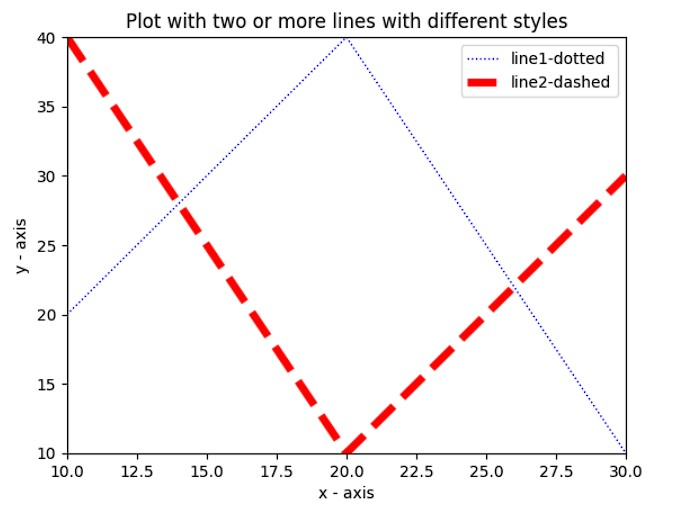 Plot with two or more lines with different styles
line1-dotted
line2-dashed
y - axis
40
35
30
25
20
15
10
10.0 12.5 15.0 17.5 20.0 22.5 25.0 27.5 30.0
x - axis